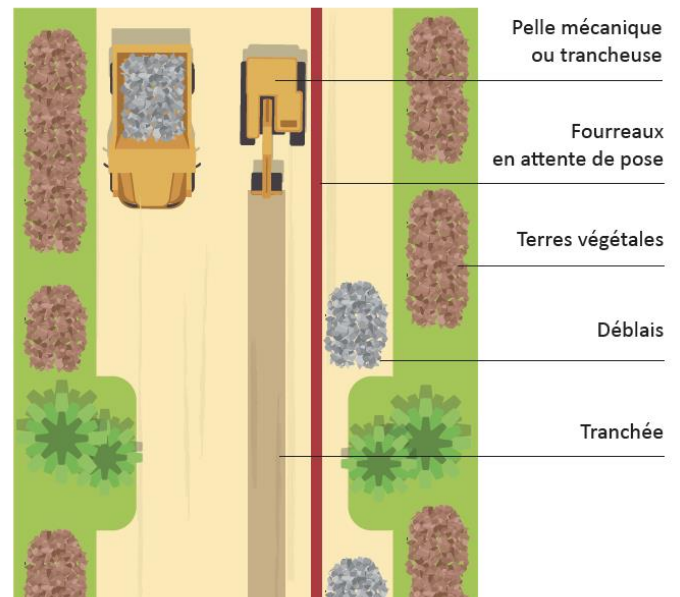 Pelle mécanique
ou trancheuse
Fourreaux
en attente de pose
Terres végétales
Déblais
Tranchée